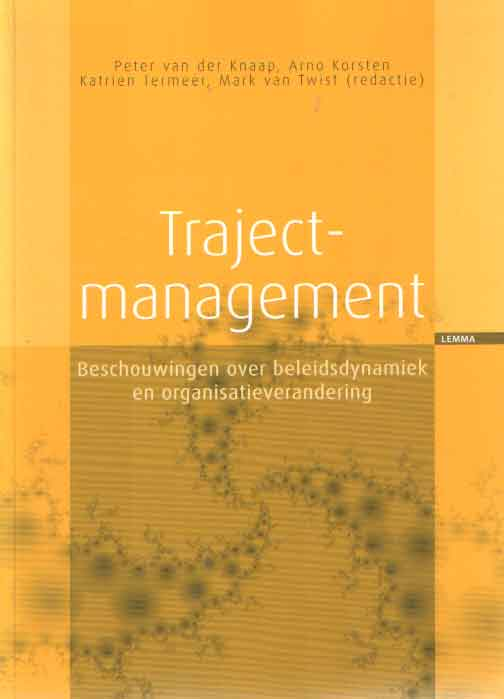 Peter van der Knaap, Arno Korsten
Katrien Termeer, Mark van Twist (redactie)
Traject-
management
LEMMA
Beschouwingen over beleidsdynamiek
en organisatieverandering